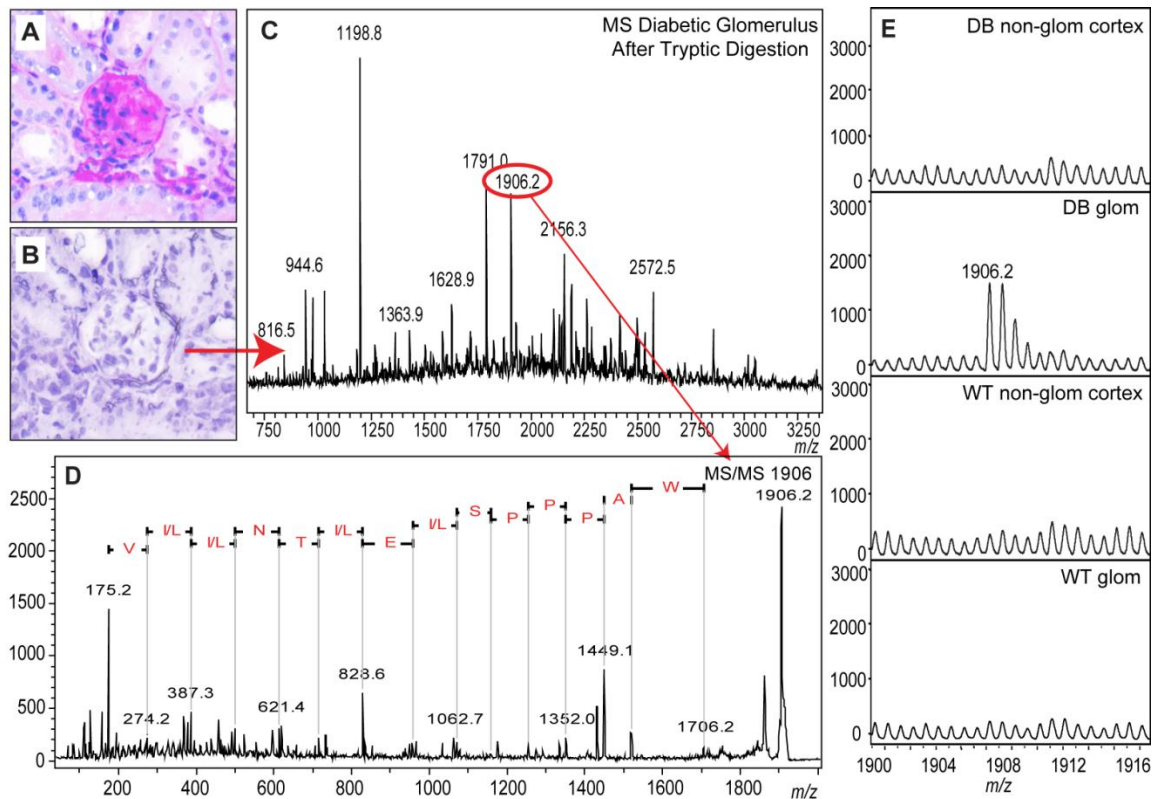 A
B
C
MS Diabetic Glomerulus
After Tryptic Digestion
1198.8
1791.0
1906.2
2156.3
944.6
1628.9
2572.5
1363.9
816.5
750 1000 1250 1500 1750 2000 2250 2500 2750 3000 3250
m/z
D
MS/MS 1906
2500
2000
1500
1000
500
0
V I/L I/L N T I/L E I/L S P P P A W
1906.2
175.2
274.2
387.3
621.4
828.6
1062.7
1352.0
1449.1
1706.2
200 400 600 800 1000 1200 1400 1600 1800
m/z
E
DB non-glom cortex
3000
2000
1000
0
DB glom
3000
2000
1906.2
1000
0
WT non-glom cortex
3000
2000
1000
0
WT glom
3000
2000
1000
0
1900 1904 1908 1912 1916
m/z